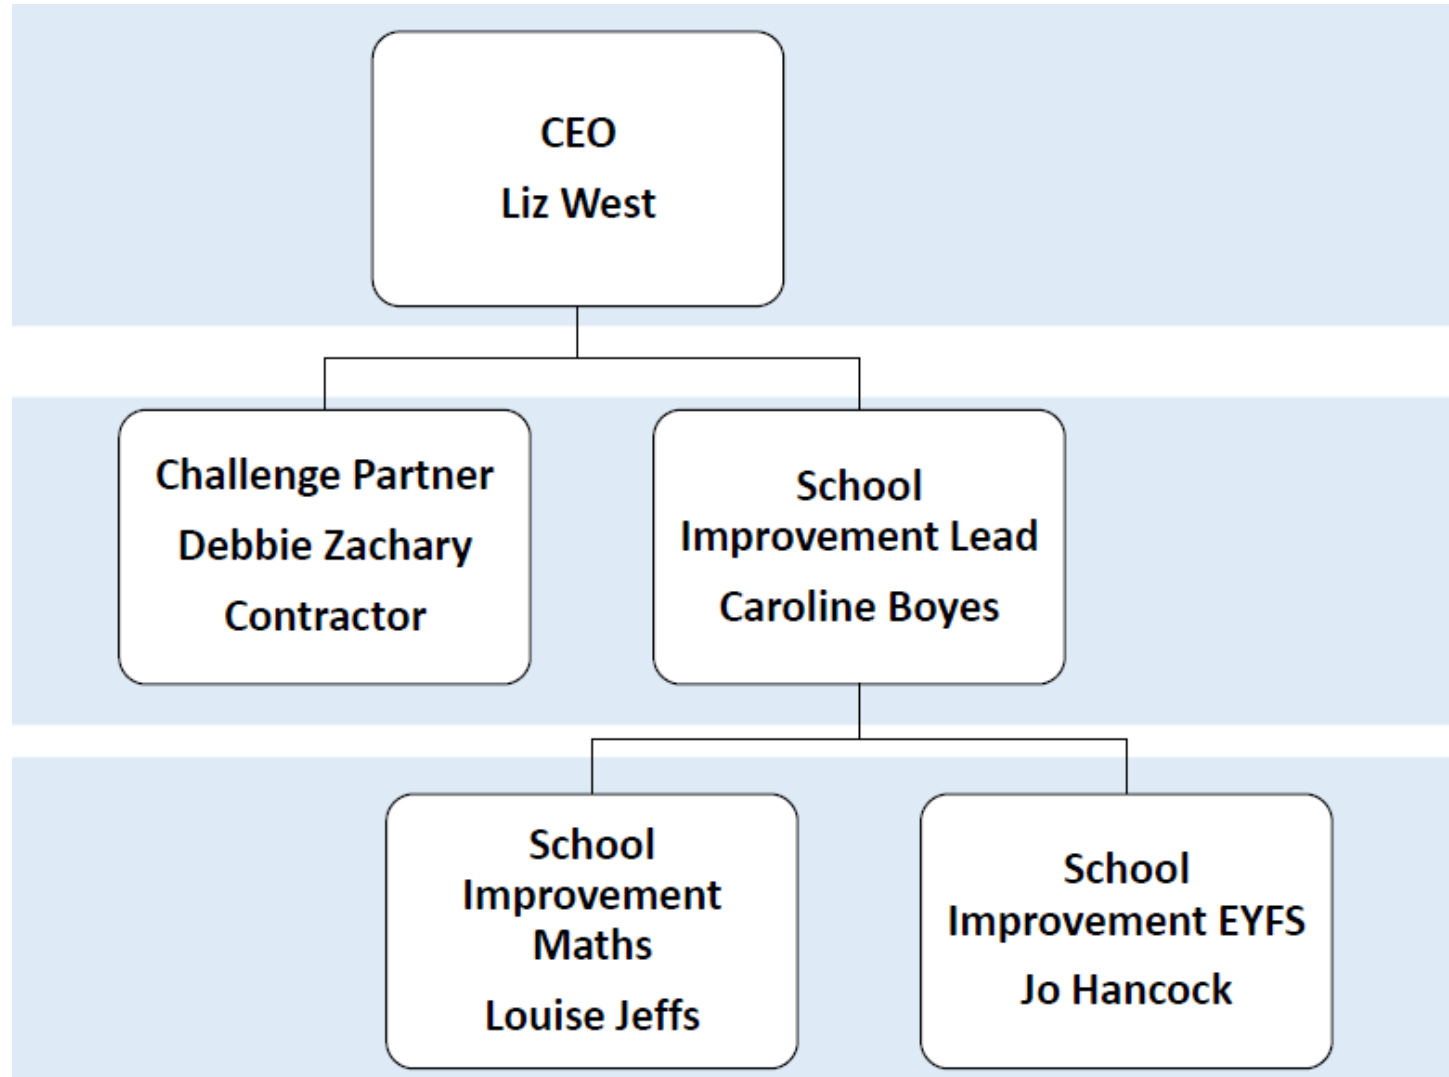 CEO
Liz West
Challenge Partner
Debbie Zachary
Contractor
School
Improvement Lead
Caroline Boyes
School
Improvement
Maths
Louise Jeffs
School
Improvement EYFS
Jo Hancock